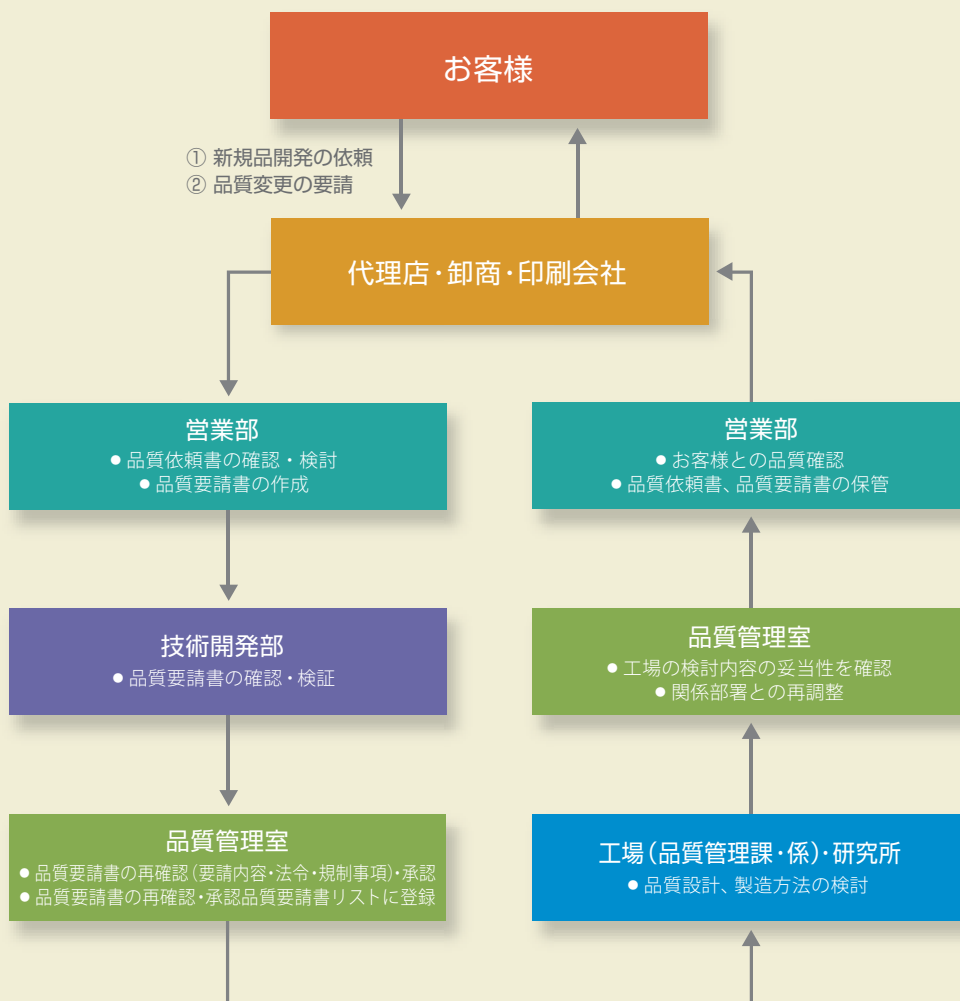 お客様
① 新規品開発の依頼
② 品質変更の要請
代理店・卸商・印刷会社
営業部
● 品質依頼書の確認・検討
● 品質要請書の作成
営業部
● お客様との品質確認
● 品質依頼書、品質要請書の保管
技術開発部
● 品質要請書の確認・検証
品質管理室
● 工場の検討内容の妥当性を確認
● 関係部署との再調整
品質管理室
● 品質要請書の再確認（要請内容・法令・規制事項）・承認
● 品質要請書の再確認・承認品質要請書リストに登録
工場（品質管理課・係）・研究所
● 品質設計、製造方法の検討